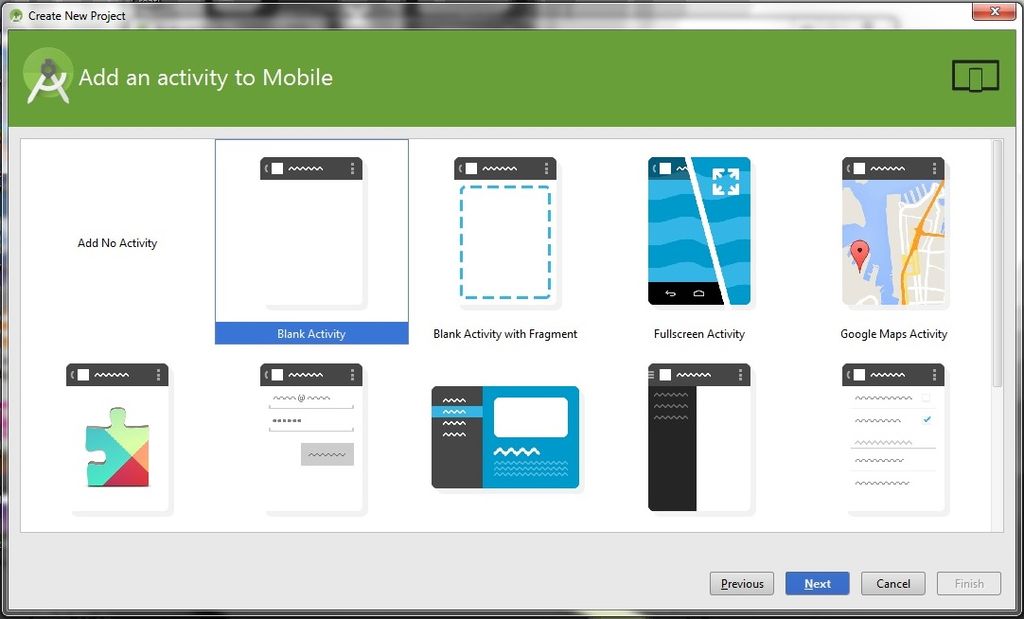 Create New Project
Add an activity to Mobile
Add No Activity
Blank Activity
Blank Activity with Fragment
Fullscreen Activity
Google Maps Activity
@
Previous
Next
Cancel
Finish